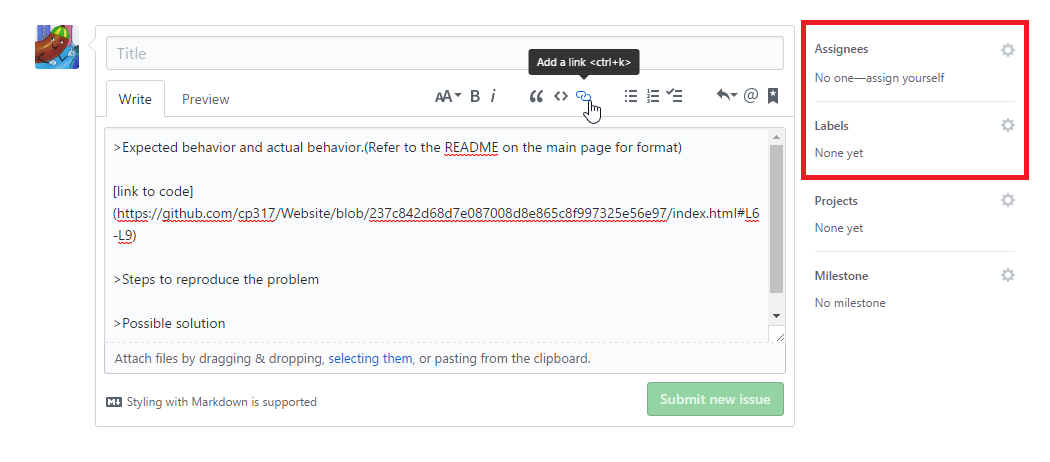 Title
Add a link <ctrl+k>
Write
Preview
AA
B
i
@
>Expected behavior and actual behavior.(Refer to the README on the main page for format)
[link to code]
(https://github.com/cp317/Website/blob/237c842d68d7e087008d8e865c8f997325e56e97/index.html#L6
-L9)
>Steps to reproduce the problem
>Possible solution
Attach files by dragging & dropping, selecting them, or pasting from the clipboard.
Styling with Markdown is supported
Submit new issue
Assignees
No one—assign yourself
Labels
None yet
Projects
None yet
Milestone
No milestone